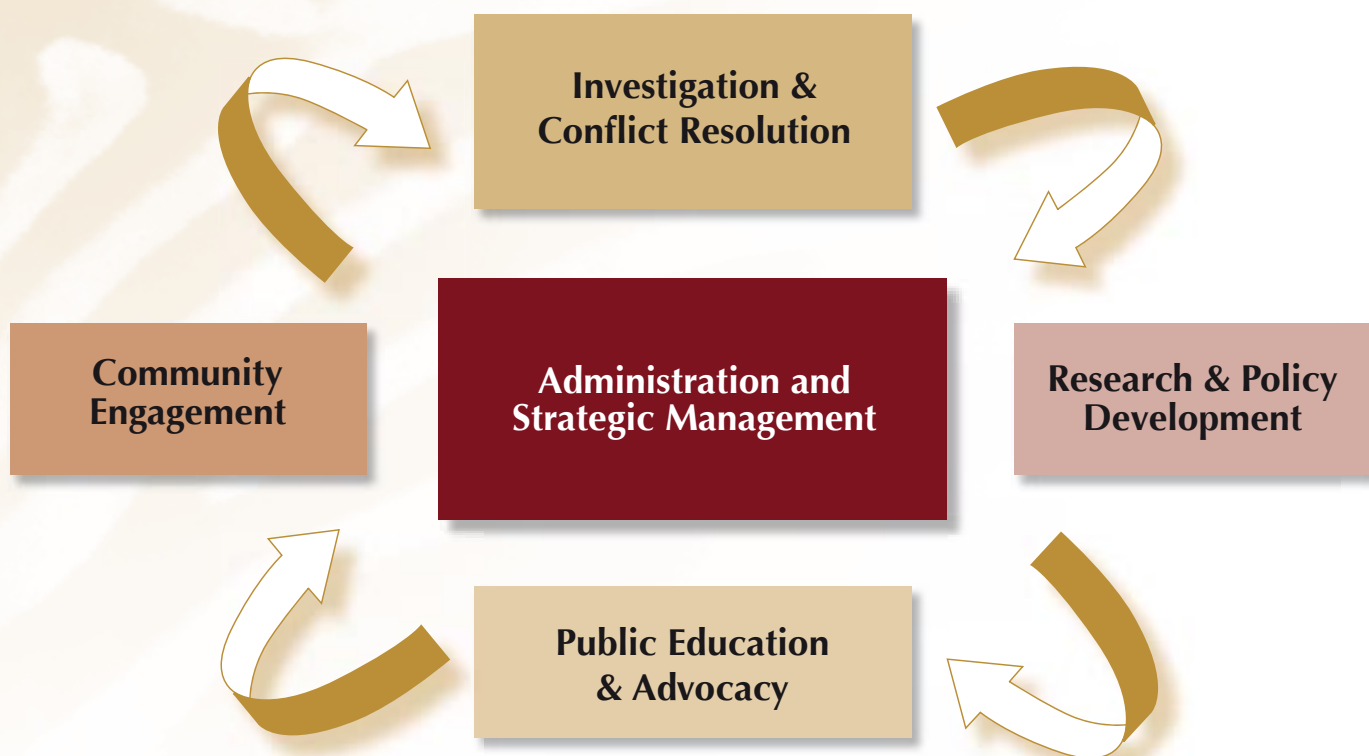 Investigation &
Conflict Resolution
Community
Engagement
Administration and
Strategic Management
Research & Policy
Development
Public Education
& Advocacy